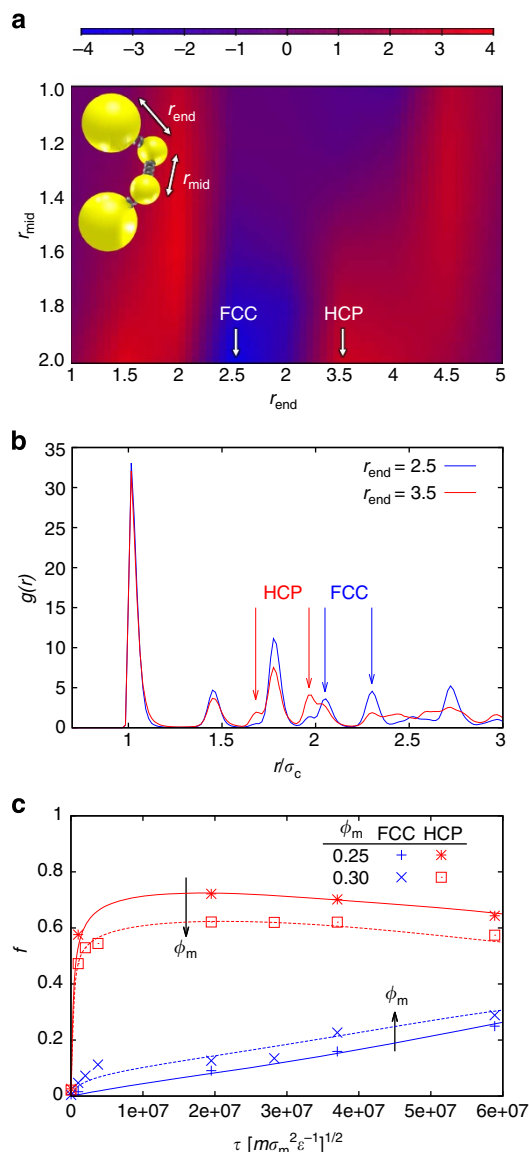 a
−4 −3 −2 −1 0 1 2 3 4
r_end
r_mid
FCC HCP
1.0
1.2
1.4
1.6
1.8
2.0
r_mid
1 1.5 2 2.5 3 3.5 4 4.5 5
r_end
b
35
30
25
20
15
10
5
0
g(r)
r_end = 2.5
r_end = 3.5
HCP FCC
1 1.5 2 2.5 3
r/σ_c
c
1
0.8
0.6
0.4
0.2
0
f
ϕ_m FCC HCP
0.25
0.30
ϕ_m
ϕ_m
0 1e+07 2e+07 3e+07 4e+07 5e+07 6e+07
τ [mσ_m²ε⁻¹]^1/2